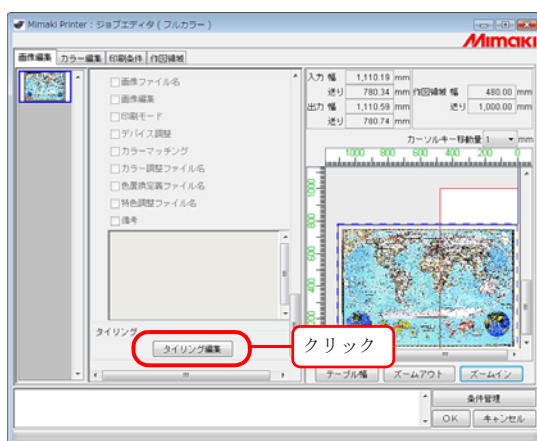 Mimaki Printer : ジョブエディタ ( フルカラー )
Mimaki
画像編集 カラー編集 印刷条件 作図領域
画像ファイル名
画像編集
印刷モード
デバイス調整
カラーマッチング
カラー調整ファイル名
色置換定義ファイル名
特色調整ファイル名
備考
タイリング
タイリング編集
クリック
入力 幅 1,110.19 mm
送り 780.34 mm 作図領域 幅 480.00 mm
出力 幅 1,110.59 mm 送り 1,000.00 mm
送り 780.74 mm
カーソルキー移動量 1 mm
1000 800 600 400 200 0
1000
800
600
400
200
テーブル幅 ズームアウト ズームイン
条件管理
OK キャンセル